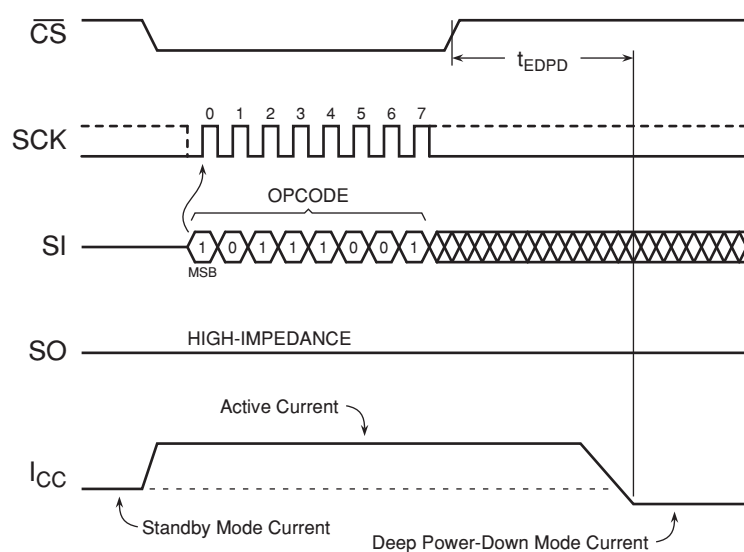 CS
tEDPD
0 1 2 3 4 5 6 7
SCK
OPCODE
SI
1 0 1 1 1 0 0 1
MSB
HIGH-IMPEDANCE
SO
Active Current
ICC
Standby Mode Current
Deep Power-Down Mode Current